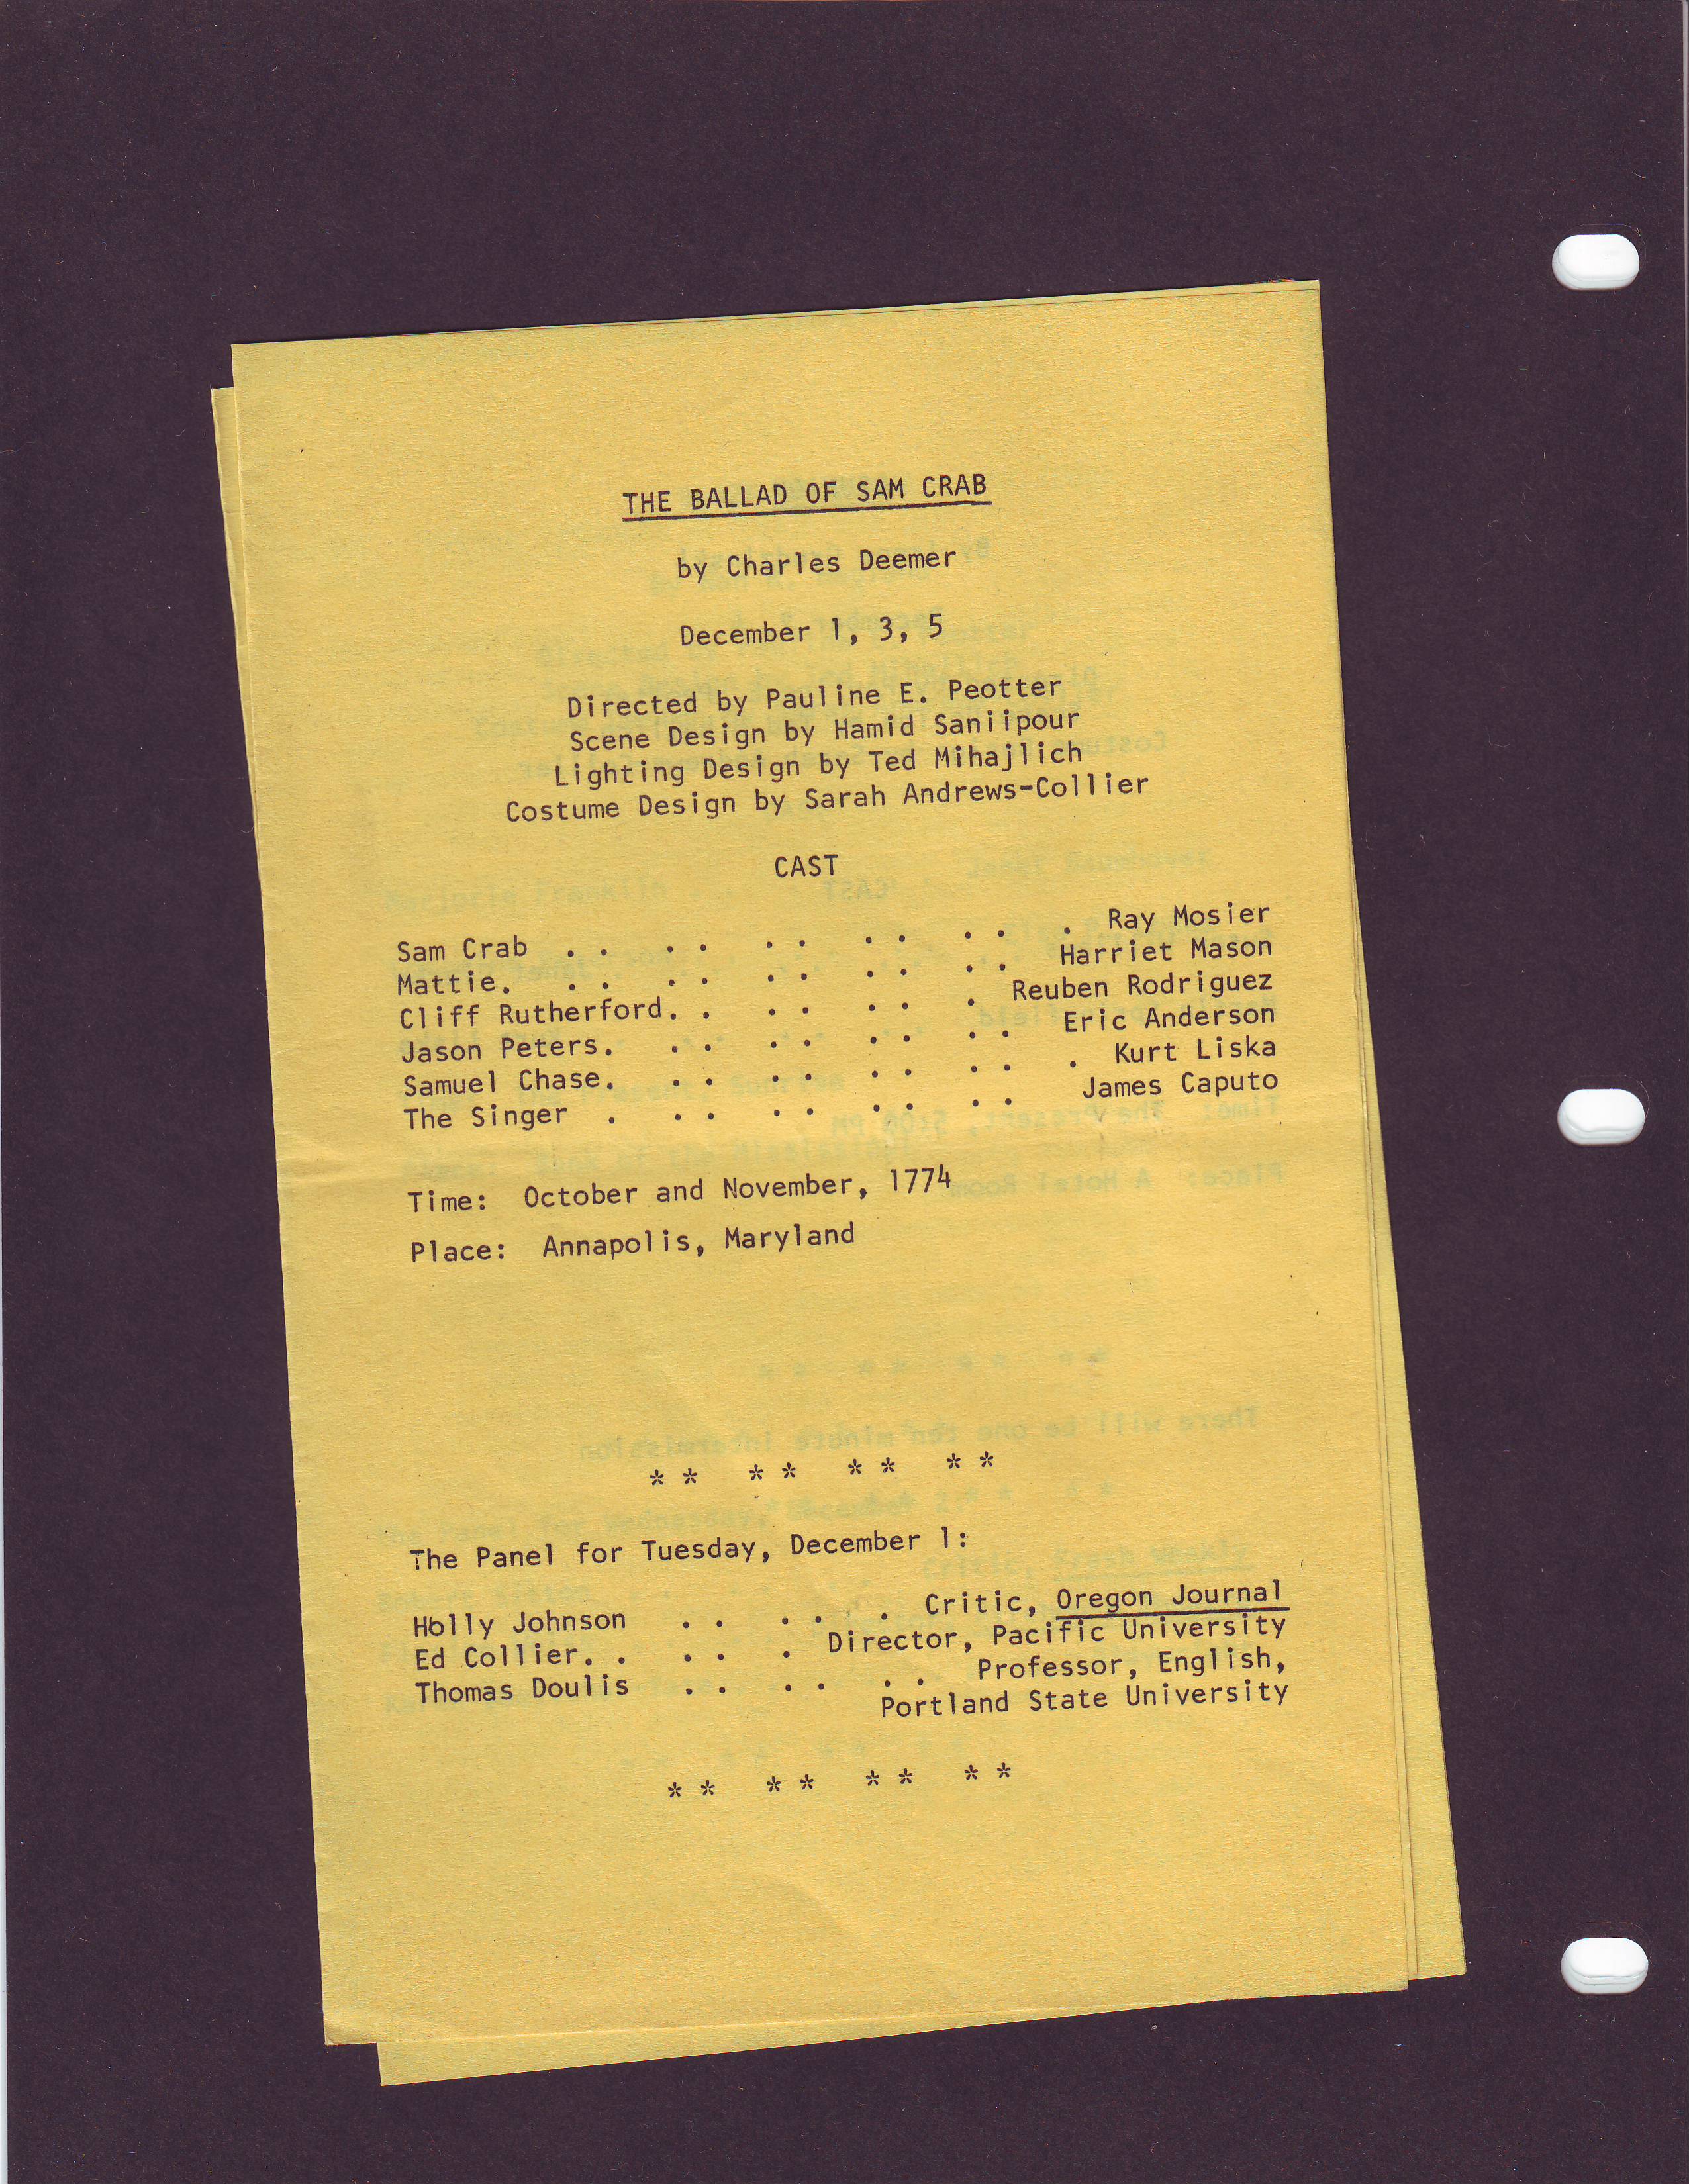 THE BALLAD OF SAM CRAB
by Charles Deemer
December 1, 3, 5
Directed by Pauline E. Peotter
Scene Design by Hamid Saniipour
Lighting Design by Ted Mihajlich
Costume Design by Sarah Andrews-Collier
CAST
Sam Crab . . . . . . . . . . . Ray Mosier
Mattie. . . . . . . . . . . Harriet Mason
Cliff Rutherford. . . . . . . Reuben Rodriguez
Jason Peters. . . . . . . . . Eric Anderson
Samuel Chase. . . . . . . . . . Kurt Liska
The Singer . . . . . . . . . James Caputo
Time: October and November, 1774
Place: Annapolis, Maryland
* * * * * * * *
The Panel for Tuesday, December 1:
Holly Johnson . . . . . Critic, Oregon Journal
Ed Collier. . . . . Director, Pacific University
Thomas Doulis . . . . . . Professor, English,
Portland State University
* * * * * * * *